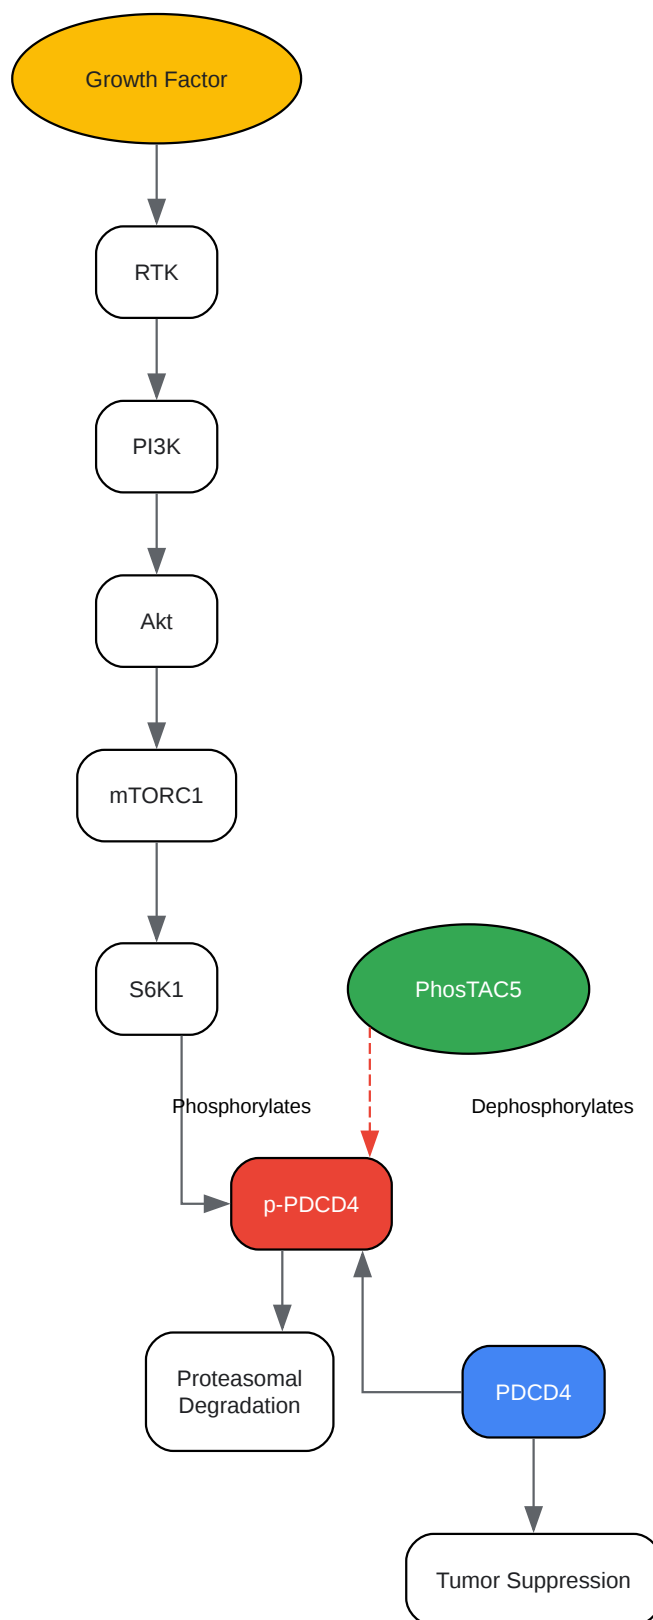 Growth Factor
RTK
PI3K
Akt
mTORC1
S6K1
PhosTAC5
Phosphorylates
Dephosphorylates
p-PDCD4
Proteasomal
Degradation
PDCD4
Tumor Suppression